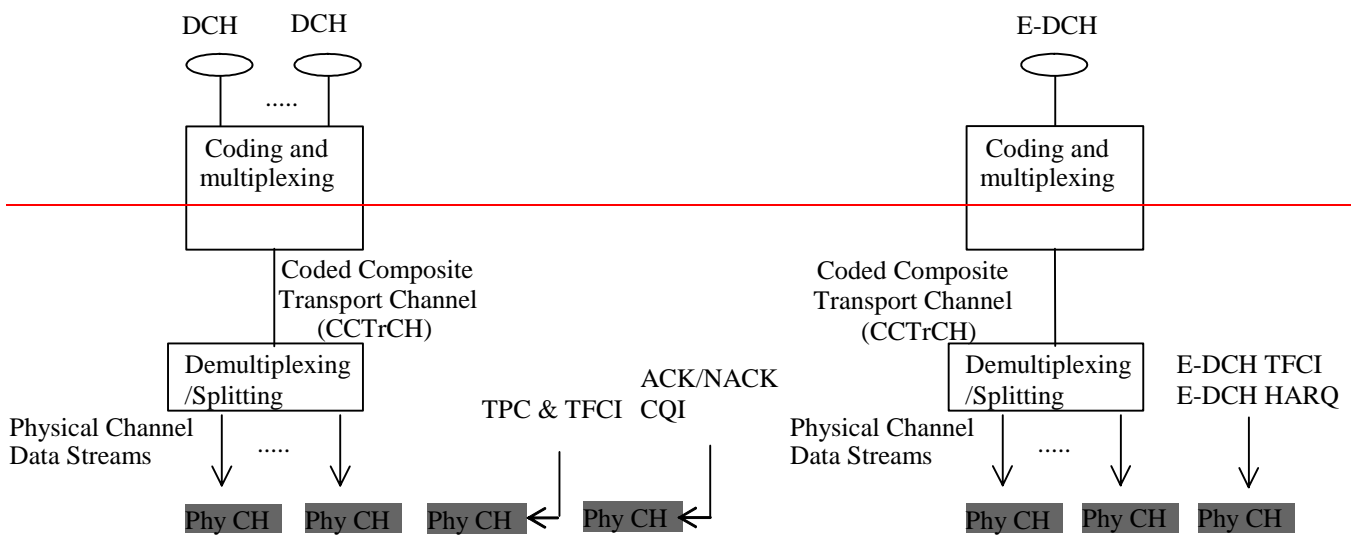 DCH
DCH
.....
Coding and
multiplexing
Coded Composite
Transport Channel
(CCTrCH)
Demultiplexing
/Splitting
Physical Channel
Data Streams
.....
TPC & TFCI
ACK/NACK
CQI
Phy CH
Phy CH
Phy CH
Phy CH
E-DCH
Coding and
multiplexing
Coded Composite
Transport Channel
(CCTrCH)
Demultiplexing
/Splitting
Physical Channel
Data Streams
.....
E-DCH TFCI
E-DCH HARQ
Phy CH
Phy CH
Phy CH